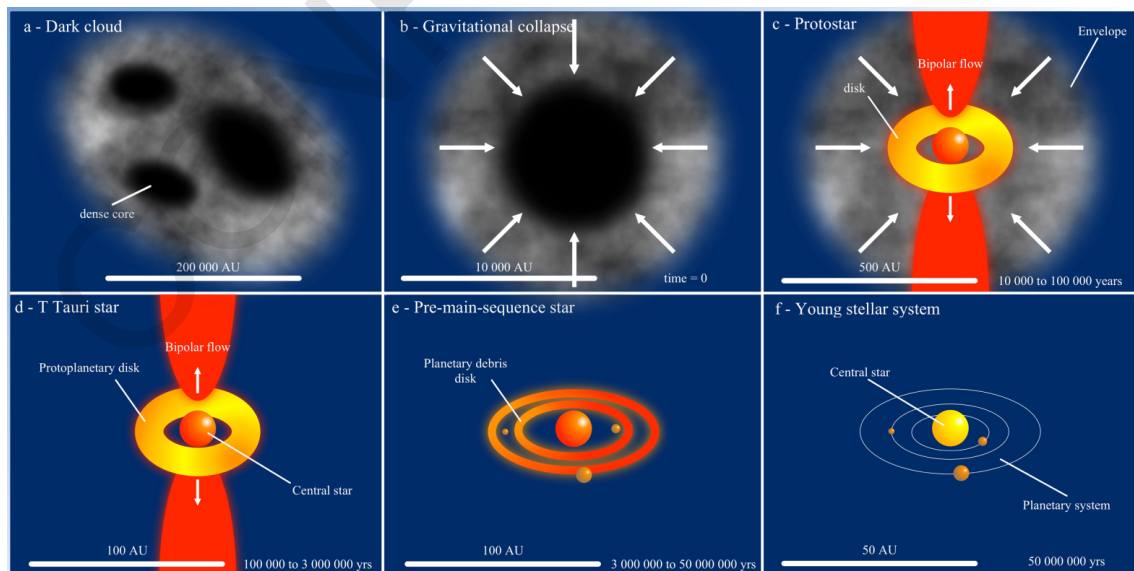 a - Dark cloud
dense core
200 000 AU
b - Gravitational collapse
10 000 AU
time = 0
c - Protostar
Envelope
Bipolar flow
disk
500 AU
10 000 to 100 000 years
d - T Tauri star
Bipolar flow
Protoplanetary disk
Central star
100 AU
100 000 to 3 000 000 yrs
e - Pre-main-sequence star
Planetary debris
disk
100 AU
3 000 000 to 50 000 000 yrs
f - Young stellar system
Central star
Planetary system
50 AU
50 000 000 yrs